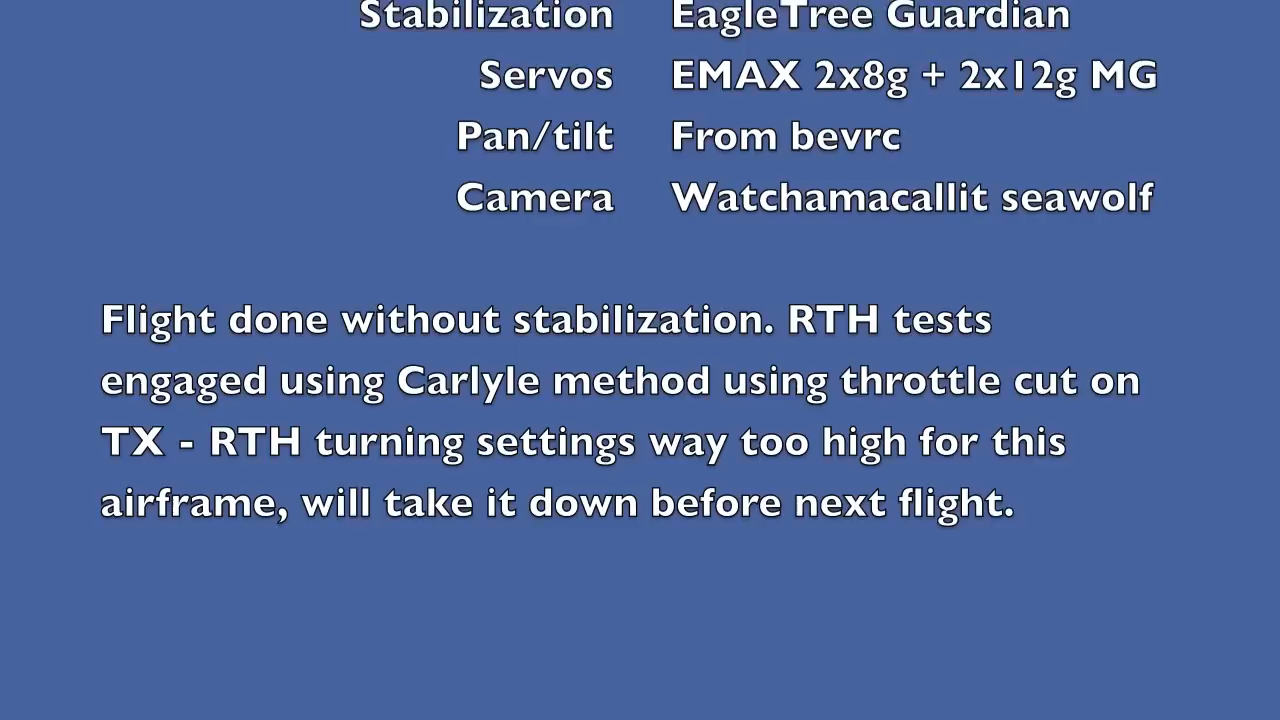 Stabilization EagleTree Guardian
Servos EMAX 2x8g + 2x12g MG
Pan/tilt From bevrc
Camera Watchamacallit seawolf
Flight done without stabilization. RTH tests
engaged using Carlyle method using throttle cut on
TX - RTH turning settings way too high for this
airframe, will take it down before next flight.